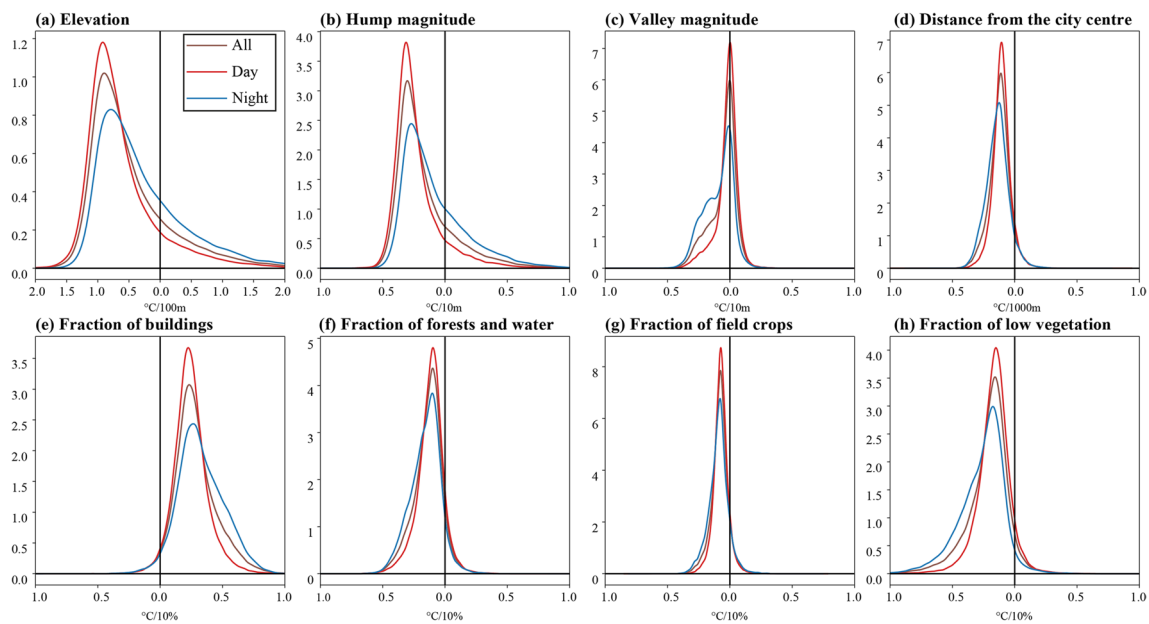 (a) Elevation
(b) Hump magnitude
(c) Valley magnitude
(d) Distance from the city centre
All
Day
Night
1.2
1.0
0.8
0.6
0.4
0.2
0.0
2.0 1.0 0.5 0.0 0.5 1.0 2.0
°C/100m
4.0
3.5
3.0
2.5
2.0
1.5
1.0
0.5
0.0
1.0 0.5 0.0 0.5 1.0
°C/10m
7
6
5
4
3
2
1
0
1.0 0.5 0.0 0.5 1.0
°C/10m
7
6
5
4
3
2
1
0
1.0 0.5 0.0 0.5 1.0
°C/1000m
(e) Fraction of buildings
(f) Fraction of forests and water
(g) Fraction of field crops
(h) Fraction of low vegetation
3.5
3.0
2.5
2.0
1.5
1.0
0.5
0.0
1.0 0.5 0.0 0.5 1.0
°C/10%
5
4
3
2
1
0
1.0 0.5 0.0 0.5 1.0
°C/10%
8
6
4
2
0
1.0 0.5 0.0 0.5 1.0
°C/10%
4.0
3.5
3.0
2.5
2.0
1.5
1.0
0.5
0.0
1.0 0.5 0.0 0.5 1.0
°C/10%